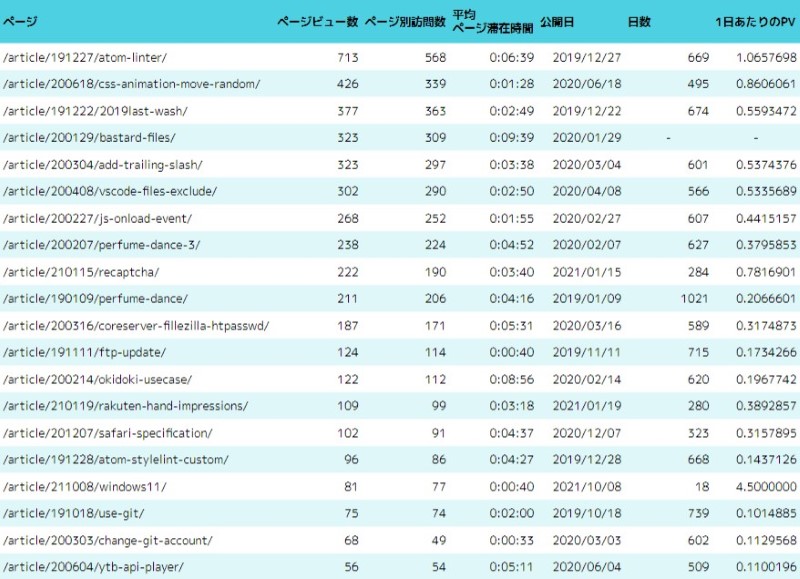 ページ ページビュー数 ページ別訪問数 平均ページ滞在時間 公開日 日数 1日あたりのPV
/article/191227/atom-linter/ 713 568 0:06:39 2019/12/27 669 1.0657698
/article/200618/css-animation-move-random/ 426 339 0:01:28 2020/06/18 495 0.8606061
/article/191222/2019last-wash/ 377 363 0:02:49 2019/12/22 674 0.5593472
/article/200129/bastard-files/ 323 309 0:09:39 2020/01/29 - -
/article/200304/add-trailing-slash/ 323 297 0:03:38 2020/03/04 601 0.5374376
/article/200408/vscode-files-exclude/ 302 290 0:02:50 2020/04/08 566 0.5335689
/article/200227/js-onload-event/ 268 252 0:01:55 2020/02/27 607 0.4415157
/article/200207/perfume-dance-3/ 238 224 0:04:52 2020/02/07 627 0.3795853
/article/210115/recaptcha/ 222 190 0:03:40 2021/01/15 284 0.7816901
/article/190109/perfume-dance/ 211 206 0:04:16 2019/01/09 1021 0.2066601
/article/200316/coreserver-fillezilla-htpasswd/ 187 171 0:05:31 2020/03/16 589 0.3174873
/article/191111/ftp-update/ 124 114 0:00:40 2019/11/11 715 0.1734266
/article/200214/okidoki-usecase/ 122 112 0:08:56 2020/02/14 620 0.1967742
/article/210119/rakuten-hand-impressions/ 109 99 0:03:18 2021/01/19 280 0.3892857
/article/201207/safari-specification/ 102 91 0:04:37 2020/12/07 323 0.3157895
/article/191228/atom-stylelint-custom/ 96 86 0:04:27 2019/12/28 668 0.1437126
/article/211008/windows11/ 81 77 0:00:40 2021/10/08 18 4.5000000
/article/191018/use-git/ 75 74 0:02:00 2019/10/18 739 0.1014885
/article/200303/change-git-account/ 68 49 0:00:33 2020/03/03 602 0.1129568
/article/200604/ytb-api-player/ 56 54 0:05:11 2020/06/04 509 0.1100196